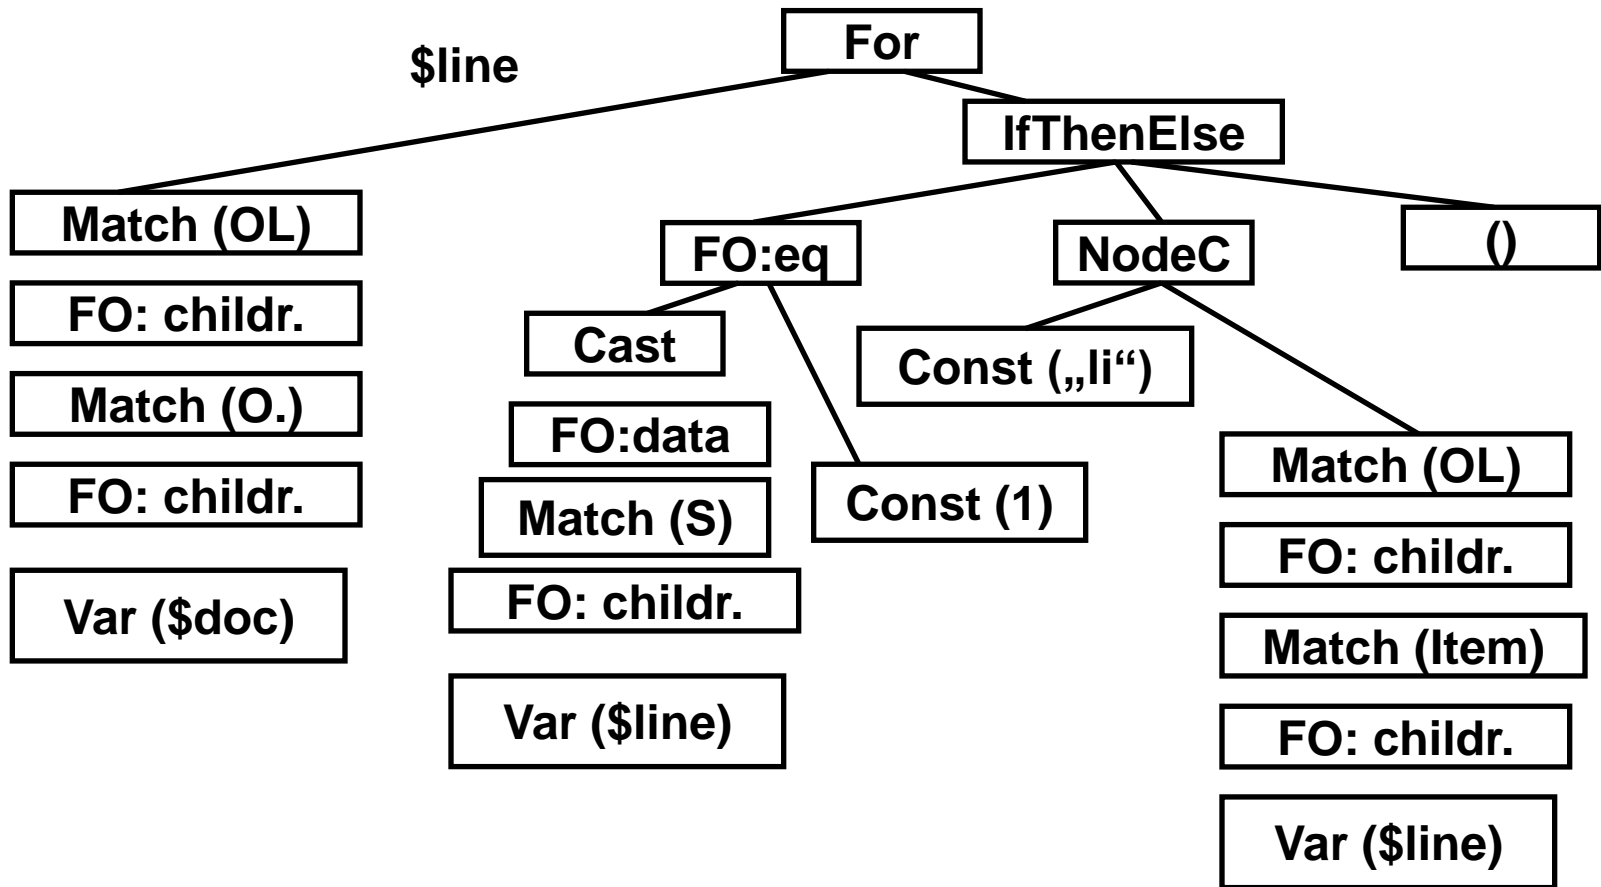 For
$line
IfThenElse
Match (OL)
FO:eq
NodeC
()
FO: childr.
Cast
Const („li“)
Match (O.)
FO:data
Match (OL)
FO: childr.
Match (S)
Const (1)
FO: childr.
Var ($doc)
FO: childr.
Match (Item)
Var ($line)
FO: childr.
Var ($line)